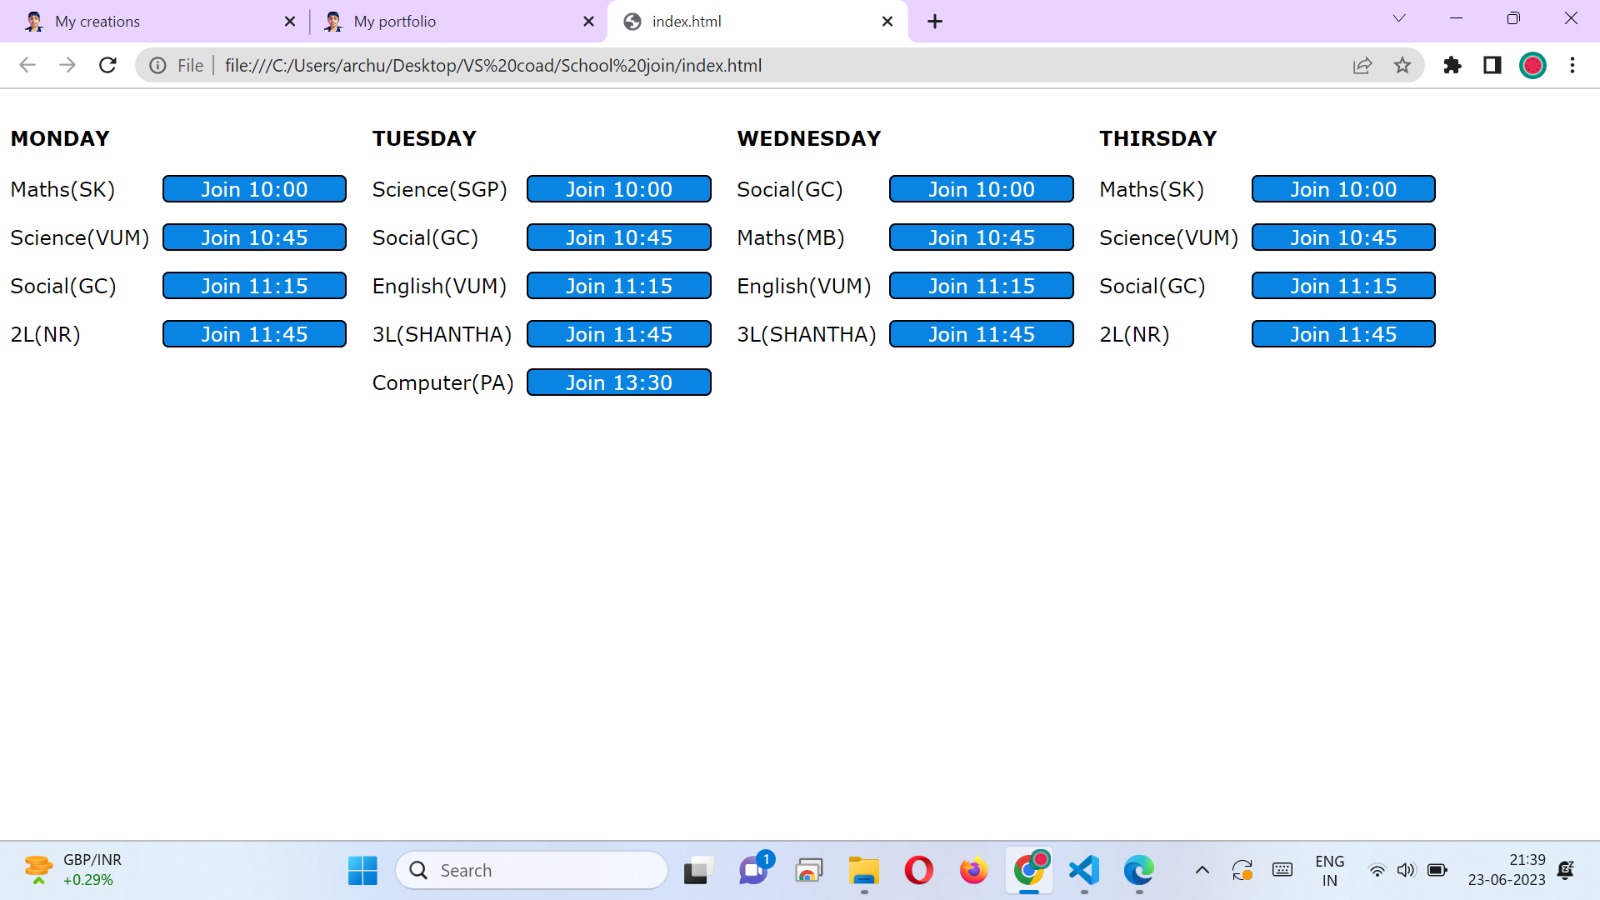 My creations
My portfolio
index.html
File
file:///C:/Users/archu/Desktop/VS%20coad/School%20join/index.html
MONDAY TUESDAY WEDNESDAY THIRSDAY
Maths(SK) Join 10:00 Science(SGP) Join 10:00 Social(GC) Join 10:00 Maths(SK) Join 10:00
Science(VUM) Join 10:45 Social(GC) Join 10:45 Maths(MB) Join 10:45 Science(VUM) Join 10:45
Social(GC) Join 11:15 English(VUM) Join 11:15 English(VUM) Join 11:15 Social(GC) Join 11:15
2L(NR) Join 11:45 3L(SHANTHA) Join 11:45 3L(SHANTHA) Join 11:45 2L(NR) Join 11:45
Computer(PA) Join 13:30
GBP/INR
+0.29%
Search
1
ENG
IN
21:39
23-06-2023